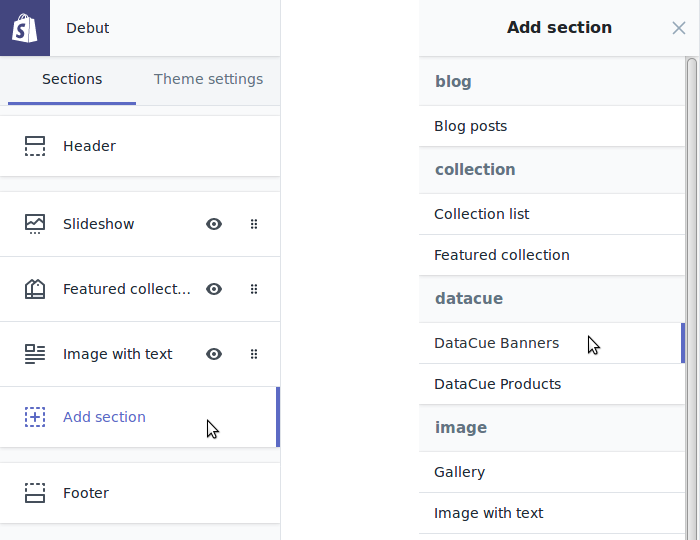 Debut
Sections
Theme settings
Header
Slideshow
Featured collect...
Image with text
Add section
Footer
Add section
blog
Blog posts
collection
Collection list
Featured collection
datacue
DataCue Banners
DataCue Products
image
Gallery
Image with text